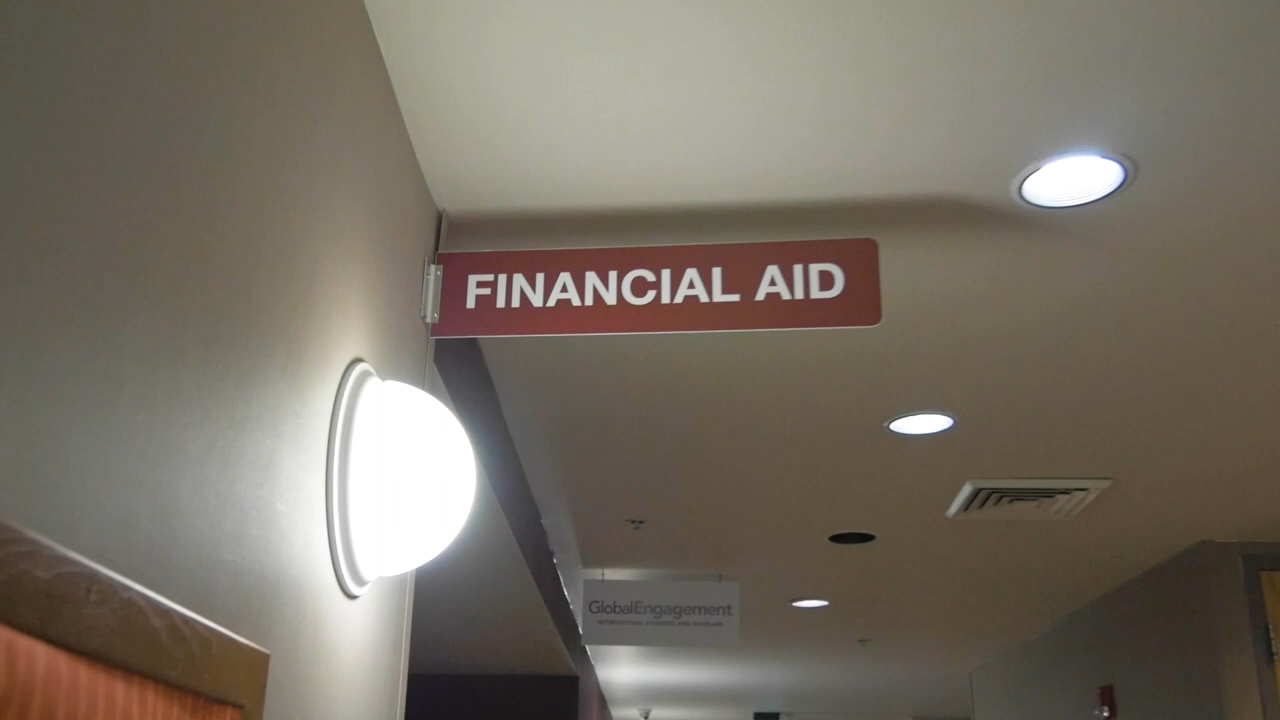 FINANCIAL AID
GlobalEngagement
INTERNATIONAL STUDENTS AND SCHOLARS